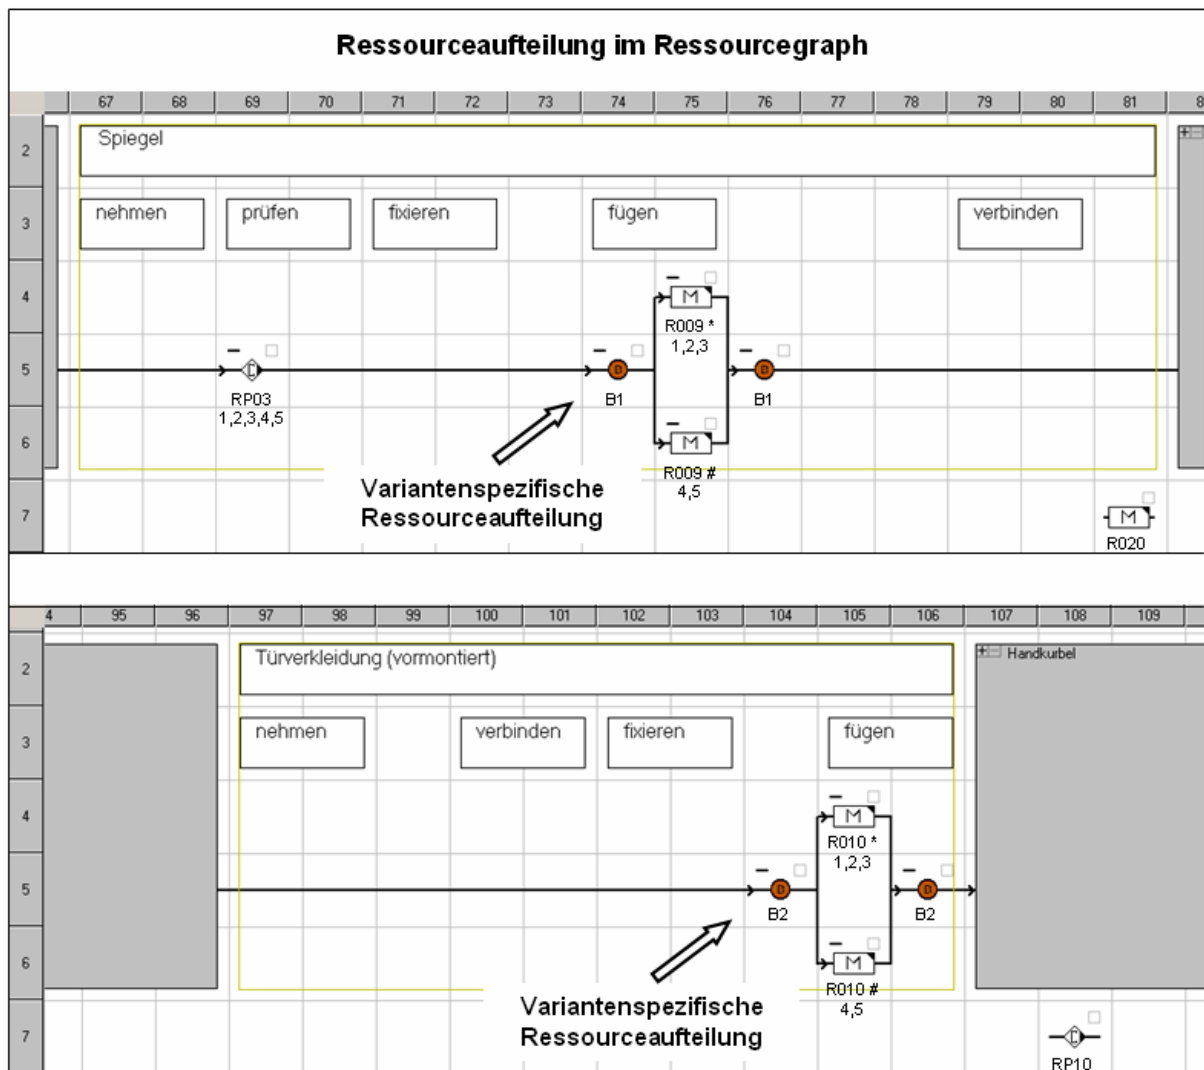 Ressourceaufteilung im Ressourcegraph
67 68 69 70 71 72 73 74 75 76 77 78 79 80 81 8
2
Spiegel
3
nehmen prüfen fixieren fügen verbinden
4
M
R009 *
1,2,3
5
C D D
RP03 B1 B1
1,2,3,4,5
6
M
R009 #
4,5
Variantenspezifische
Ressourceaufteilung
7
M
R020
4 95 96 97 98 99 100 101 102 103 104 105 106 107 108 109
2
Türverkleidung (vormontiert)
Handkurbel
3
nehmen verbinden fixieren fügen
4
M
R010 *
1,2,3
5
D D
B2 B2
6
M
R010 #
4,5
Variantenspezifische
Ressourceaufteilung
7
C
RP10